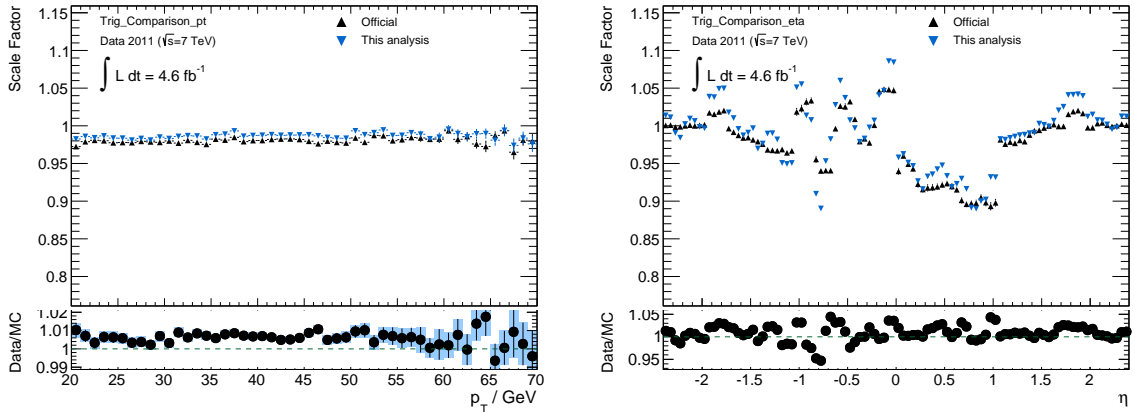 Scale Factor
1.15
1.1
1.05
1
0.95
0.9
0.85
0.8
Trig_Comparison_pt
Data 2011 (√s=7 TeV)
∫ L dt = 4.6 fb⁻¹
Official
This analysis
Data/MC
1.02
1.01
1
0.99
20 25 30 35 40 45 50 55 60 65 70
p_T / GeV
Scale Factor
1.15
1.1
1.05
1
0.95
0.9
0.85
0.8
Trig_Comparison_eta
Data 2011 (√s=7 TeV)
∫ L dt = 4.6 fb⁻¹
Official
This analysis
Data/MC
1.05
1
0.95
-2 -1.5 -1 -0.5 0 0.5 1 1.5 2
η